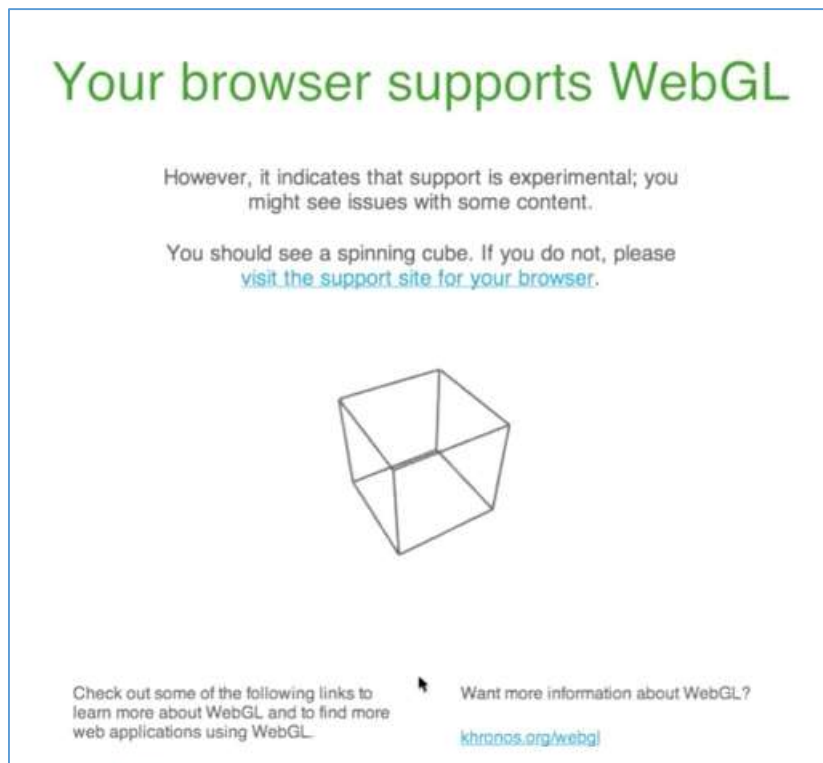 Your browser supports WebGL
However, it indicates that support is experimental; you
might see issues with some content.
You should see a spinning cube. If you do not, please
visit the support site for your browser.
Check out some of the following links to
learn more about WebGL and to find more
web applications using WebGL.
Want more information about WebGL?
khronos.org/webgl